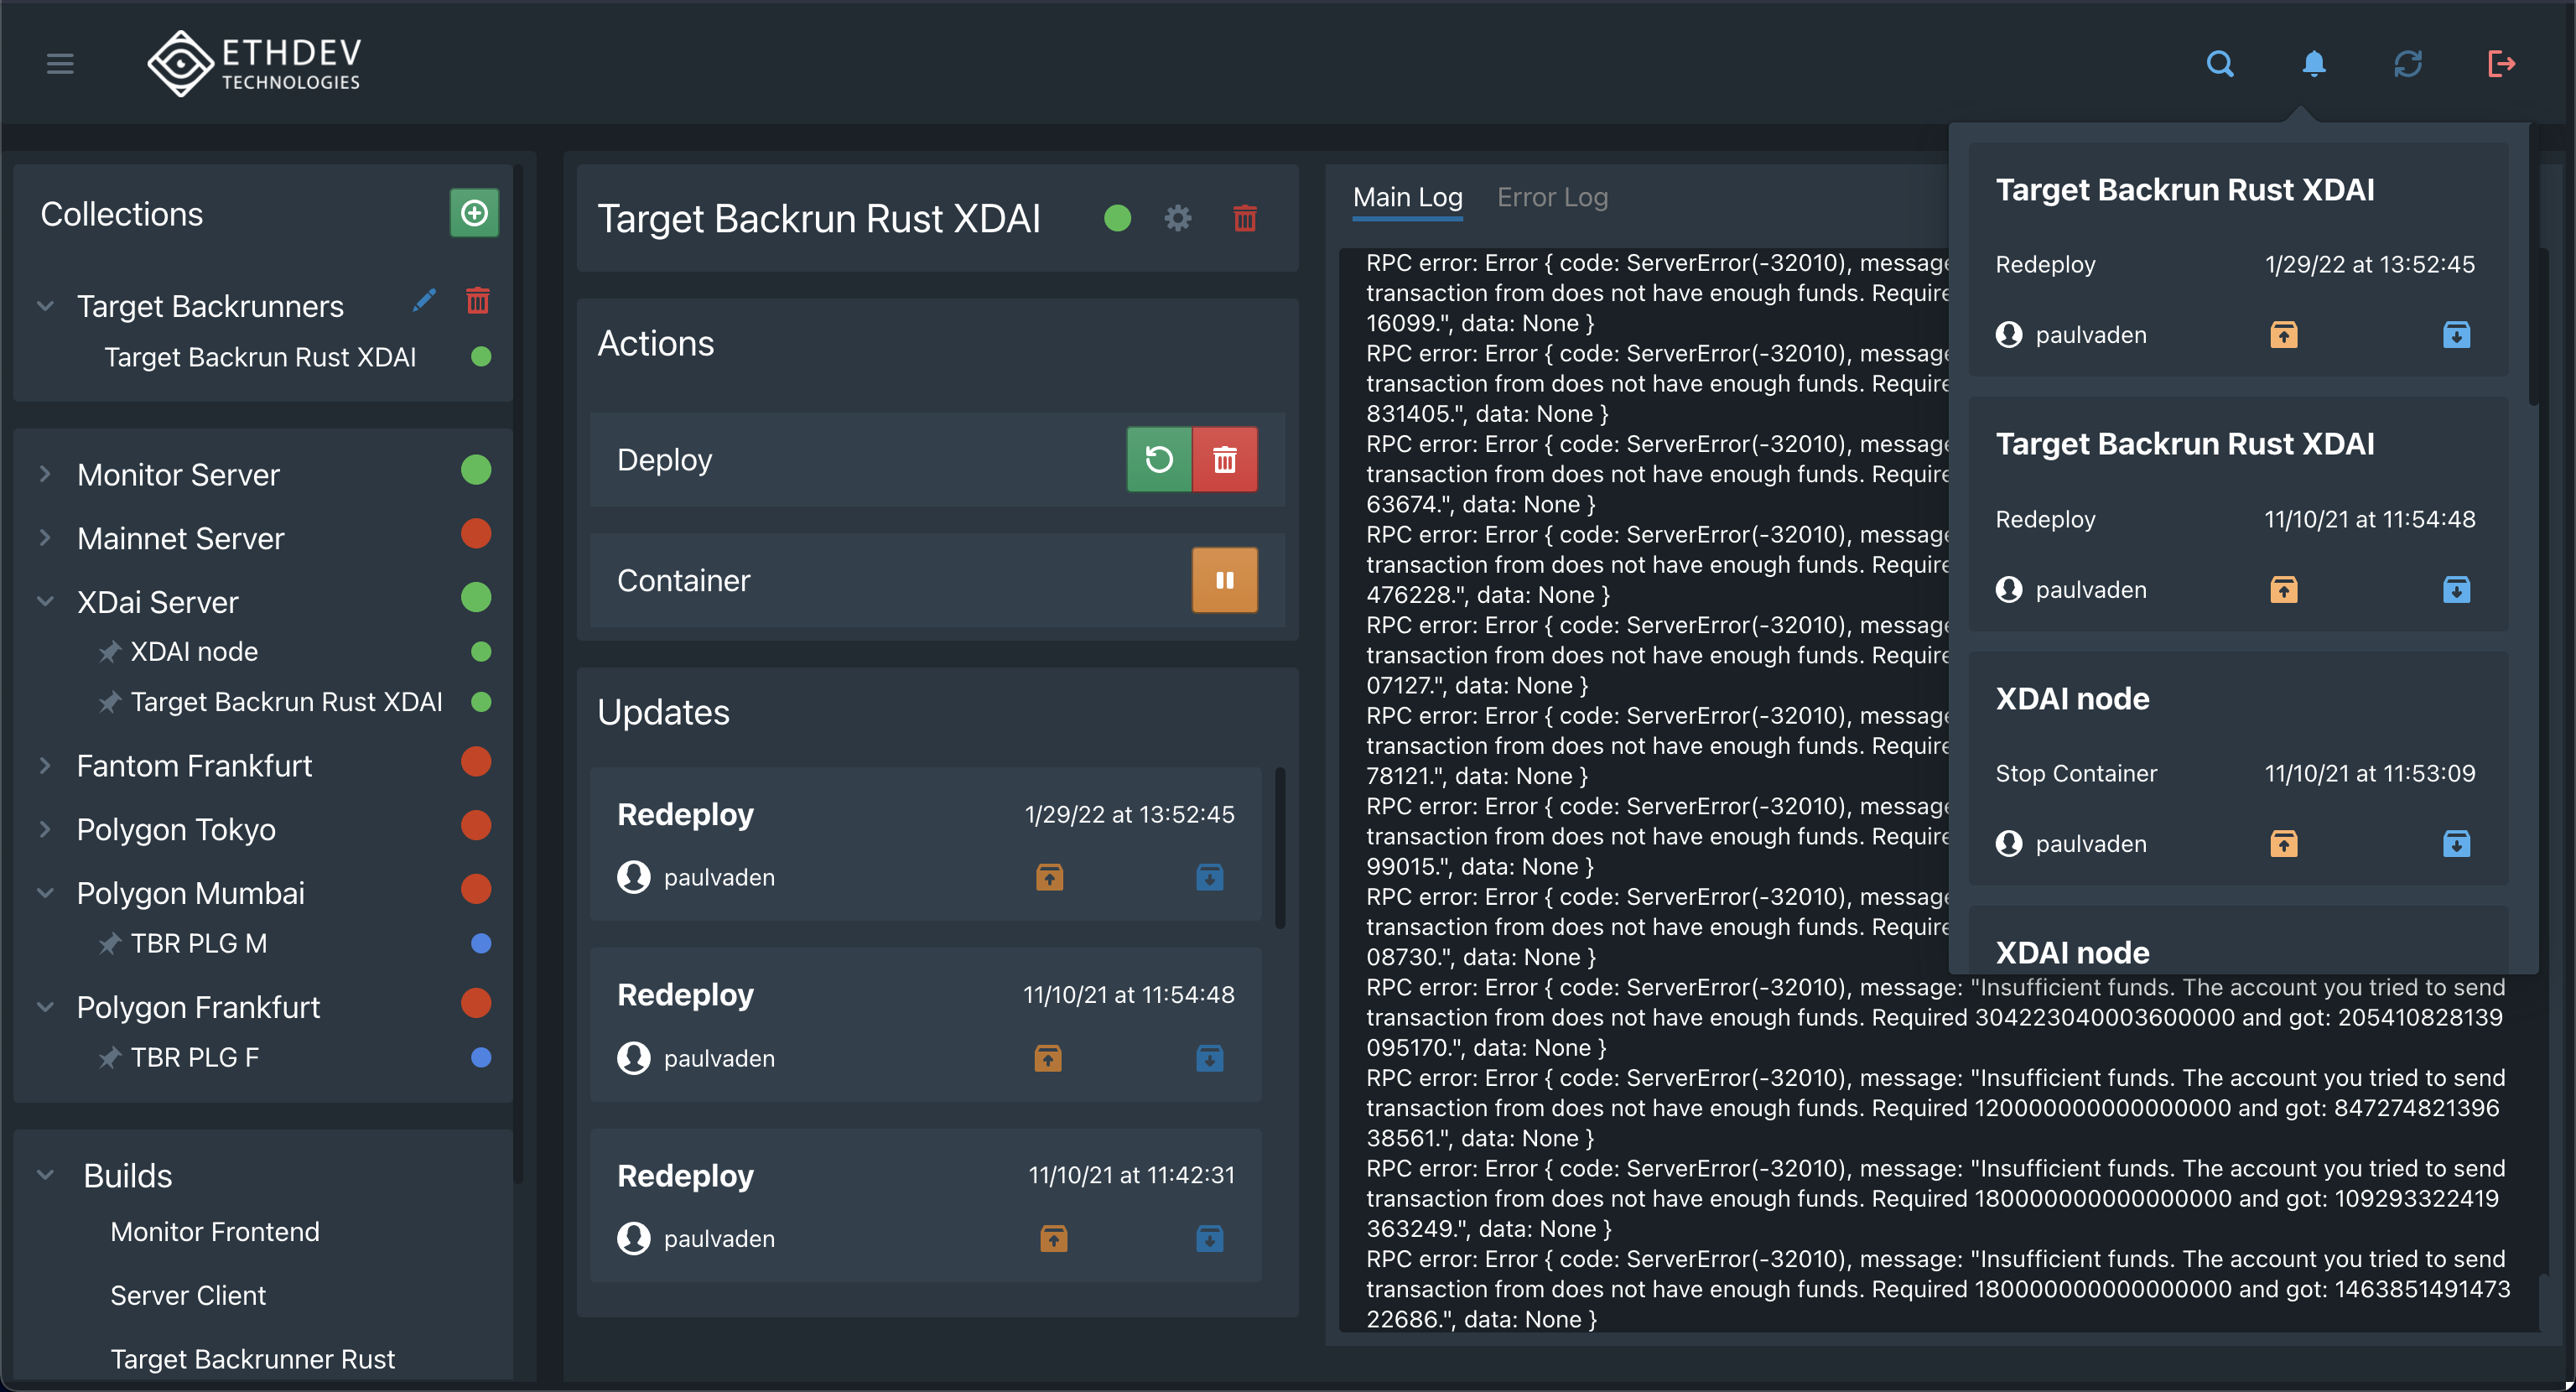 ETHDEV
TECHNOLOGIES
Collections
Target Backrunners
Target Backrun Rust XDAI
Monitor Server
Mainnet Server
XDai Server
XDAI node
Target Backrun Rust XDAI
Fantom Frankfurt
Polygon Tokyo
Polygon Mumbai
TBR PLG M
Polygon Frankfurt
TBR PLG F
Builds
Monitor Frontend
Server Client
Target Backrunner Rust
Target Backrun Rust XDAI
Actions
Deploy
Container
Updates
Redeploy 1/29/22 at 13:52:45
paulvaden
Redeploy 11/10/21 at 11:54:48
paulvaden
Redeploy 11/10/21 at 11:42:31
paulvaden
Main Log Error Log
RPC error: Error { code: ServerError(-32010), message
transaction from does not have enough funds. Require
16099.", data: None }
RPC error: Error { code: ServerError(-32010), message
transaction from does not have enough funds. Require
831405.", data: None }
RPC error: Error { code: ServerError(-32010), message
transaction from does not have enough funds. Require
63674.", data: None }
RPC error: Error { code: ServerError(-32010), message
transaction from does not have enough funds. Require
476228.", data: None }
RPC error: Error { code: ServerError(-32010), message
transaction from does not have enough funds. Require
07127.", data: None }
RPC error: Error { code: ServerError(-32010), message
transaction from does not have enough funds. Require
78121.", data: None }
RPC error: Error { code: ServerError(-32010), message
transaction from does not have enough funds. Require
99015.", data: None }
RPC error: Error { code: ServerError(-32010), message
transaction from does not have enough funds. Require
08730.", data: None }
RPC error: Error { code: ServerError(-32010), message: "Insufficient funds. The account you tried to send
transaction from does not have enough funds. Required 304223040003600000 and got: 205410828139
095170.", data: None }
RPC error: Error { code: ServerError(-32010), message: "Insufficient funds. The account you tried to send
transaction from does not have enough funds. Required 120000000000000000 and got: 847274821396
38561.", data: None }
RPC error: Error { code: ServerError(-32010), message: "Insufficient funds. The account you tried to send
transaction from does not have enough funds. Required 180000000000000000 and got: 109293322419
363249.", data: None }
RPC error: Error { code: ServerError(-32010), message: "Insufficient funds. The account you tried to send
transaction from does not have enough funds. Required 180000000000000000 and got: 1463851491473
22686.", data: None }
Target Backrun Rust XDAI
Redeploy 1/29/22 at 13:52:45
paulvaden
Target Backrun Rust XDAI
Redeploy 11/10/21 at 11:54:48
paulvaden
XDAI node
Stop Container 11/10/21 at 11:53:09
paulvaden
XDAI node